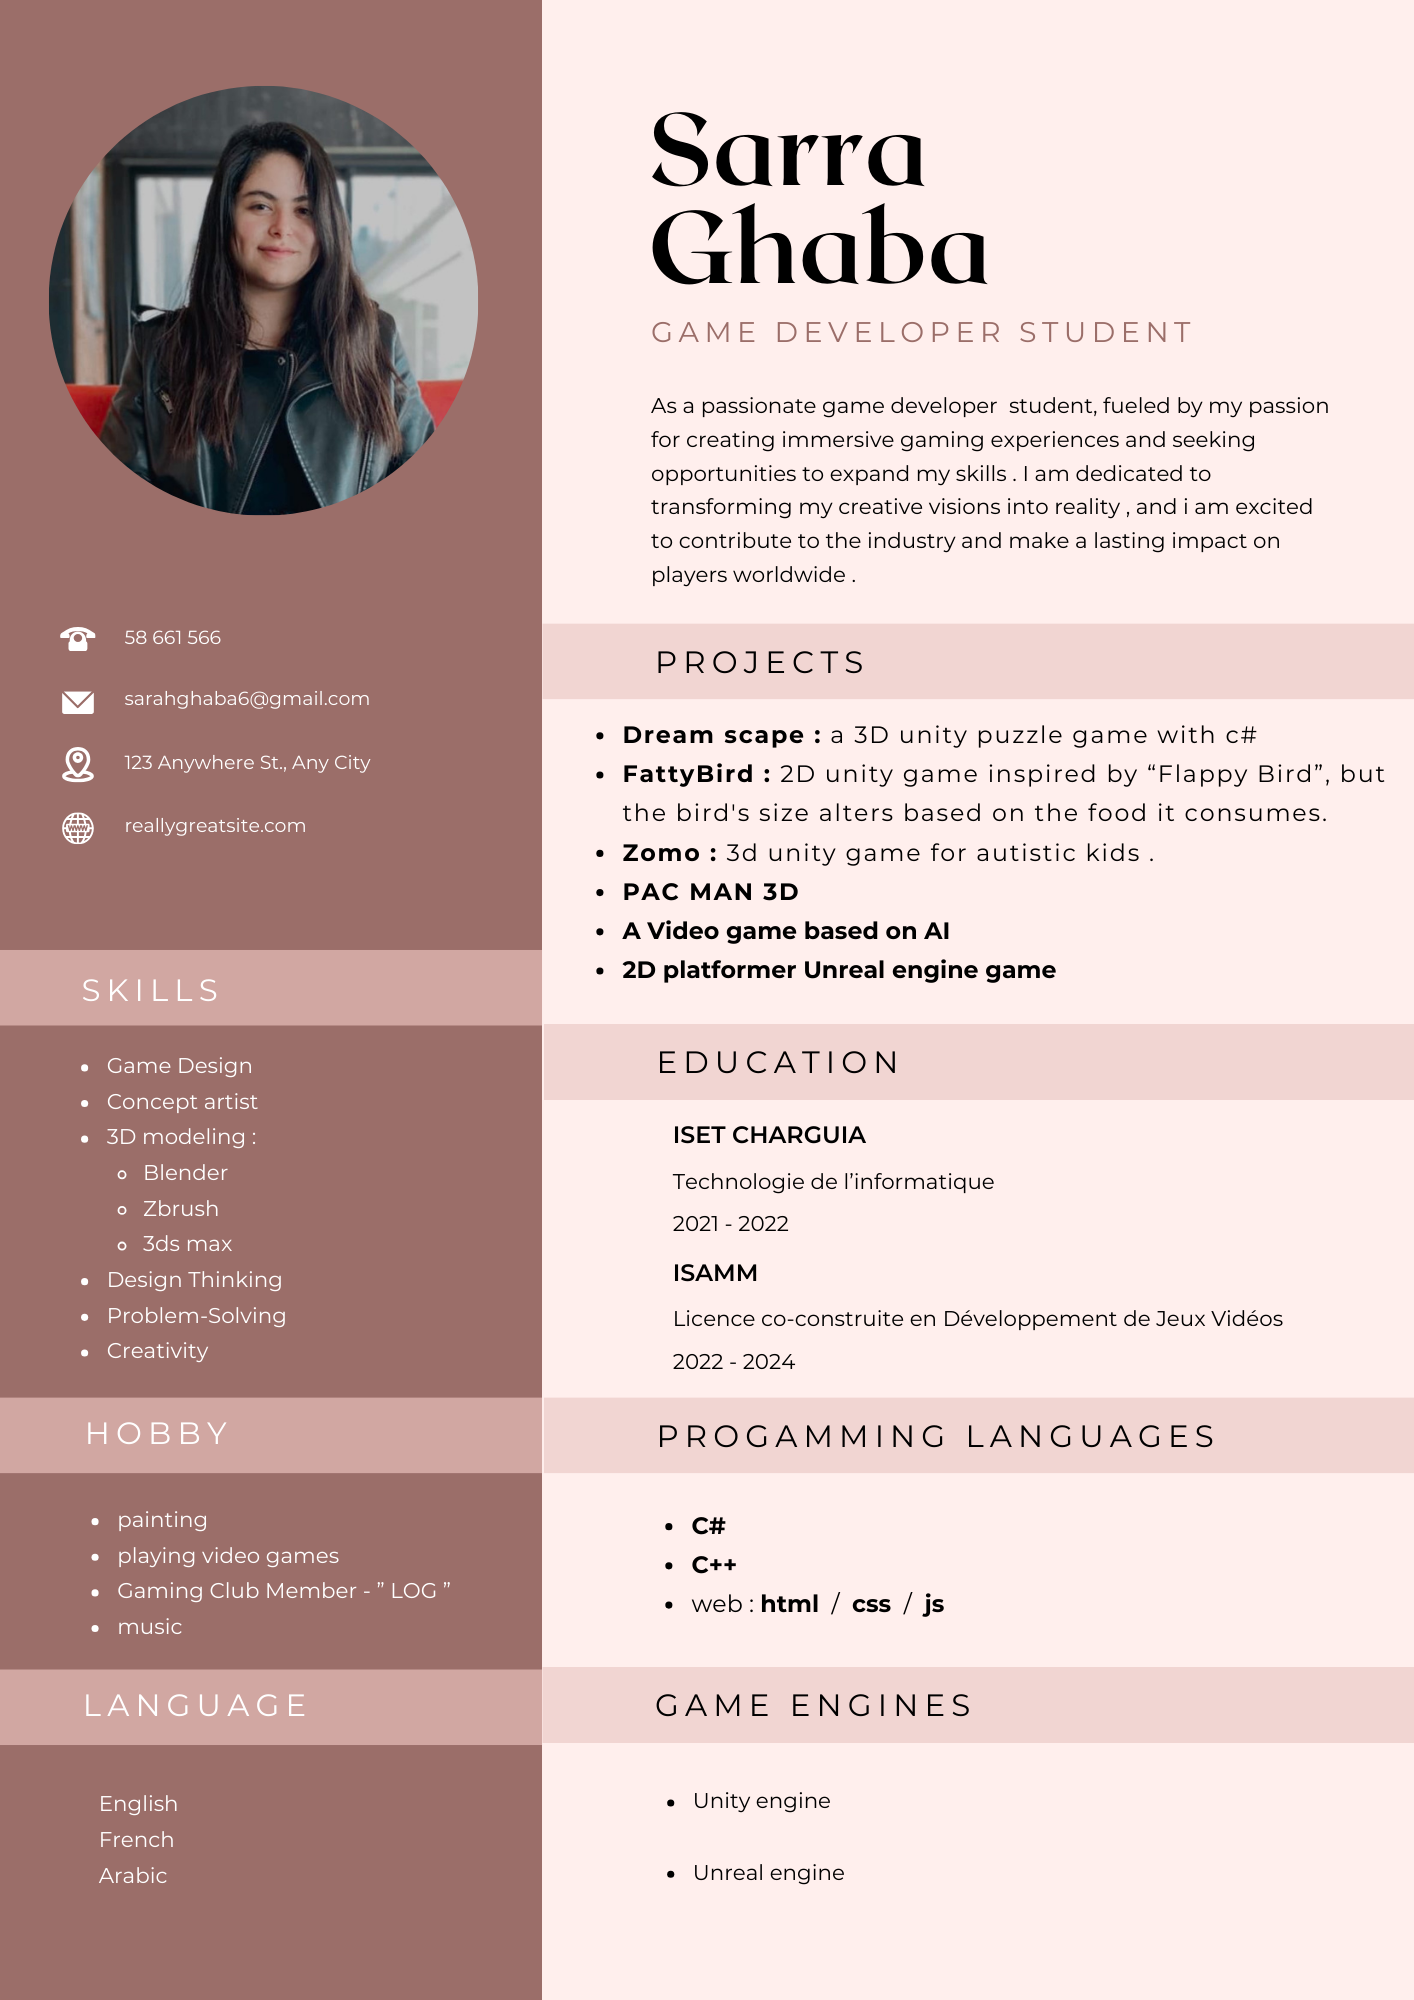 Sarra
Ghaba
GAME DEVELOPER STUDENT
As a passionate game developer  student, fueled by my passion
for creating immersive gaming experiences and seeking
opportunities to expand my skills . I am dedicated to
transforming my creative visions into reality , and i am excited
to contribute to the industry and make a lasting impact on
players worldwide .
58 661 566
sarahghaba6@gmail.com
123 Anywhere St., Any City
reallygreatsite.com
SKILLS
• Game Design
• Concept artist
• 3D modeling :
◦ Blender
◦ Zbrush
◦ 3ds max
• Design Thinking
• Problem-Solving
• Creativity
HOBBY
• painting
• playing video games
• Gaming Club Member - ” LOG ”
• music
LANGUAGE
English
French
Arabic
PROJECTS
• Dream scape : a 3D unity puzzle game with c#
• FattyBird : 2D unity game inspired by “Flappy Bird”, but
the bird's size alters based on the food it consumes.
• Zomo : 3d unity game for autistic kids .
• PAC MAN 3D
• A Video game based on AI
• 2D platformer Unreal engine game
EDUCATION
ISET CHARGUIA
Technologie de l’informatique
2021 - 2022
ISAMM
Licence co-construite en Développement de Jeux Vidéos
2022 - 2024
PROGAMMING LANGUAGES
• C#
• C++
• web : html / css / js
GAME ENGINES
• Unity engine
• Unreal engine